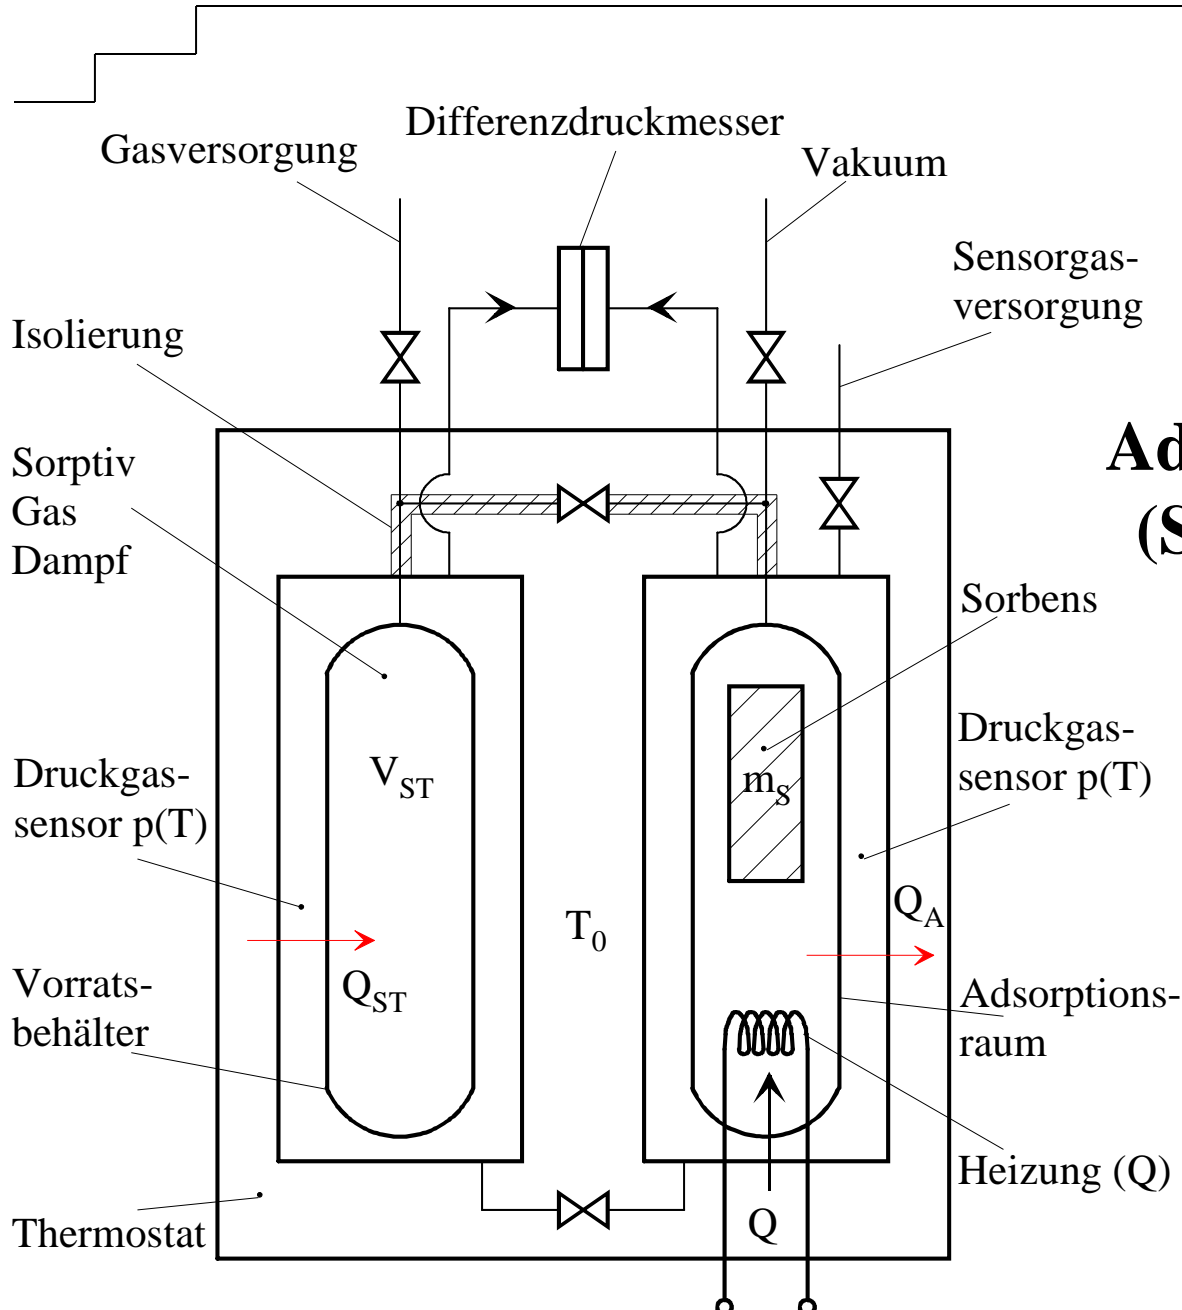 Differenzdruckmesser
Gasversorgung
Vakuum
Sensorgas-
versorgung
Isolierung
Sorptiv
Gas
Dampf
Ad
(S
Sorbens
Druckgas-
sensor p(T)
V_ST
m_S
Druckgas-
sensor p(T)
Q_A
T_0
Q_ST
Vorrats-
behälter
Adsorptions-
raum
Heizung (Q)
Q
Thermostat